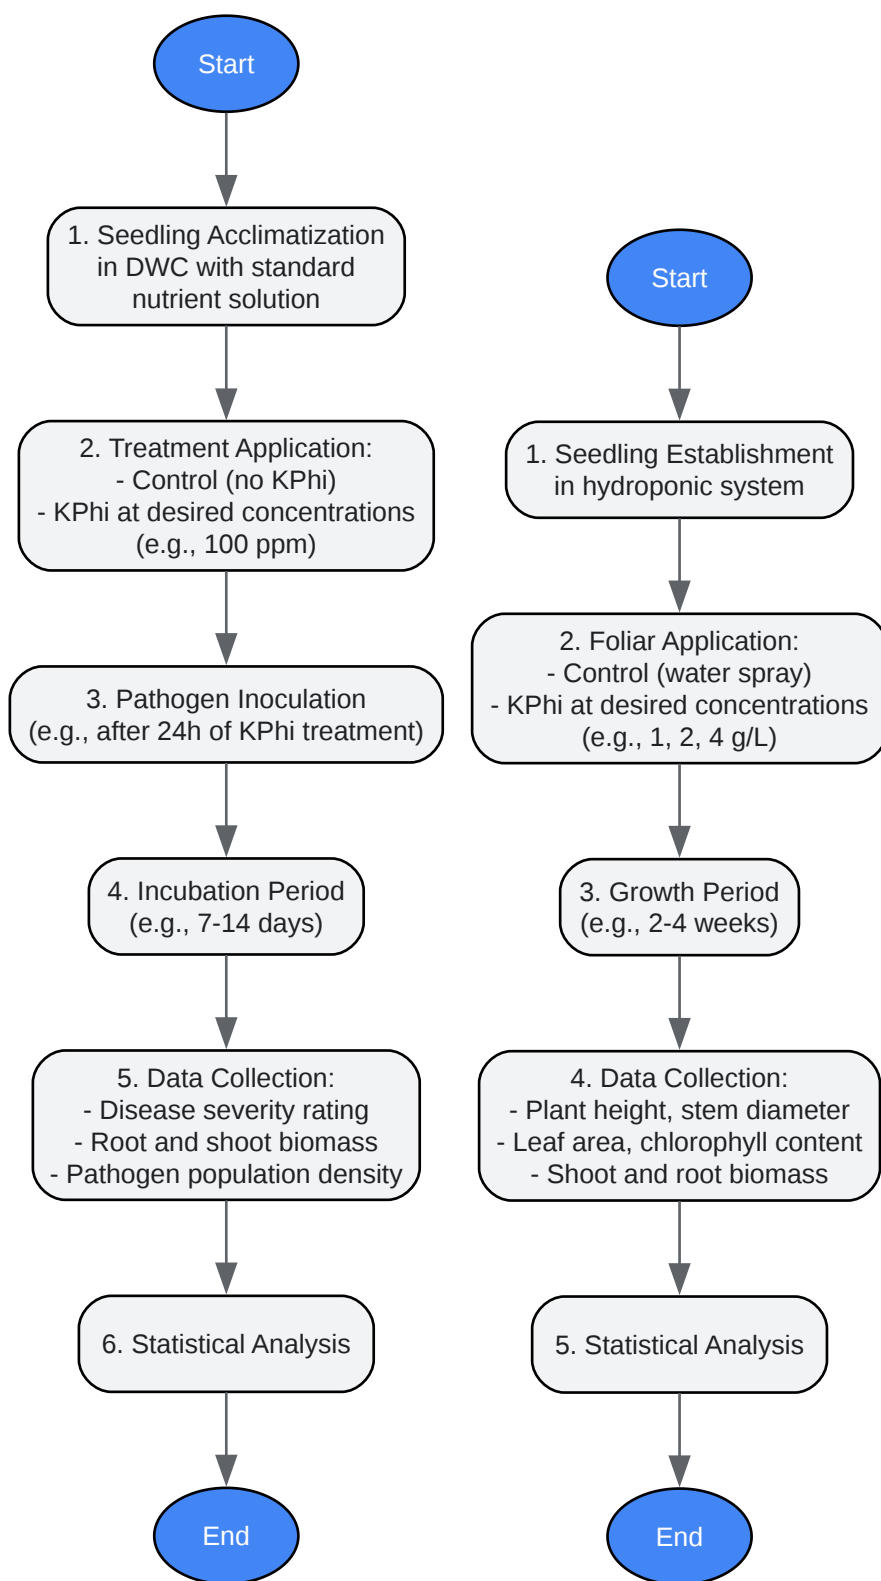 Start
1. Seedling Acclimatization
in DWC with standard
nutrient solution
2. Treatment Application:
- Control (no KPhi)
- KPhi at desired concentrations
(e.g., 100 ppm)
3. Pathogen Inoculation
(e.g., after 24h of KPhi treatment)
4. Incubation Period
(e.g., 7-14 days)
5. Data Collection:
- Disease severity rating
- Root and shoot biomass
- Pathogen population density
6. Statistical Analysis
End
Start
1. Seedling Establishment
in hydroponic system
2. Foliar Application:
- Control (water spray)
- KPhi at desired concentrations
(e.g., 1, 2, 4 g/L)
3. Growth Period
(e.g., 2-4 weeks)
4. Data Collection:
- Plant height, stem diameter
- Leaf area, chlorophyll content
- Shoot and root biomass
5. Statistical Analysis
End